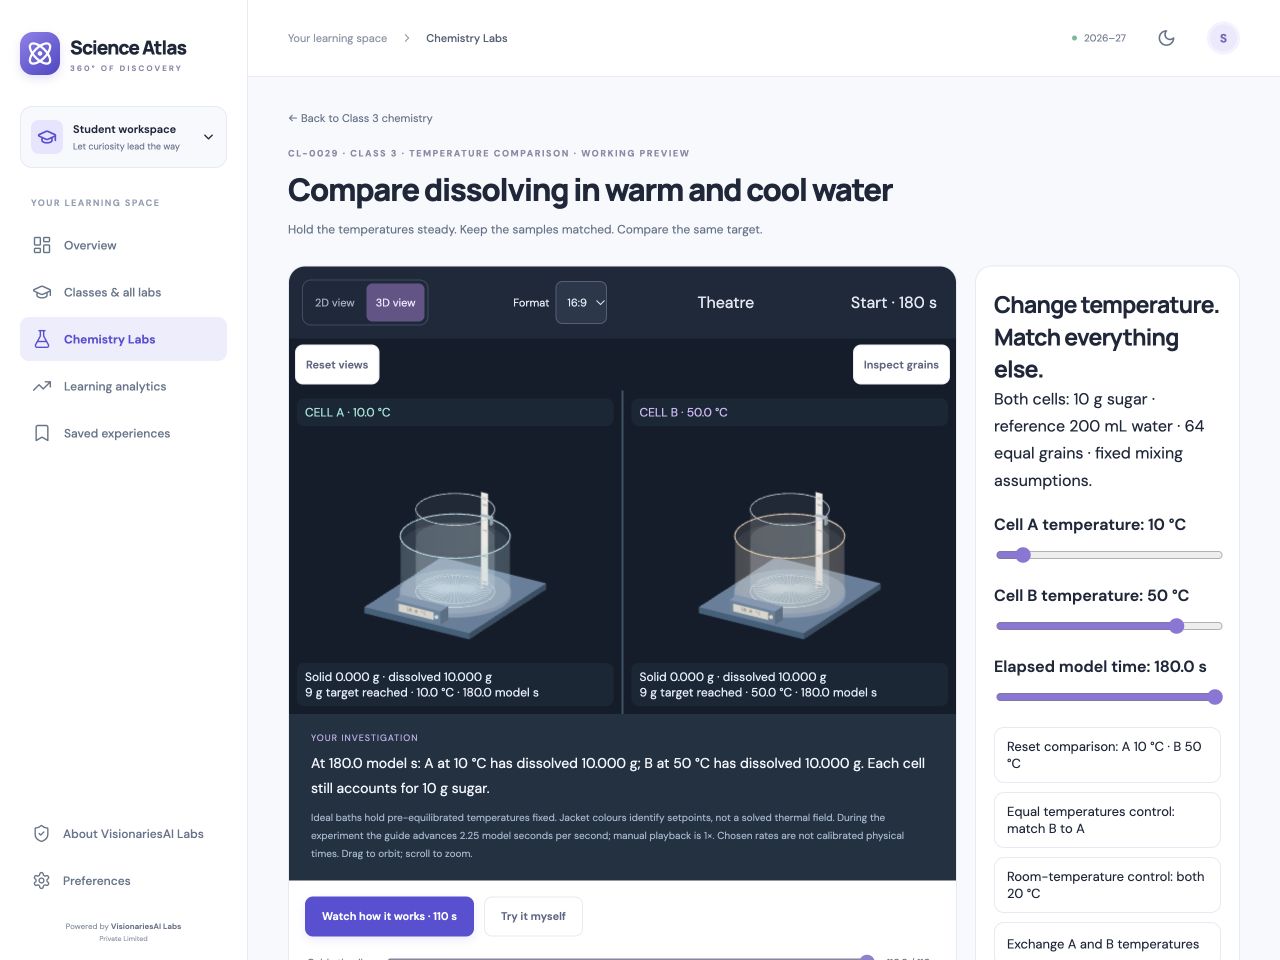 Science Atlas
360° OF DISCOVERY
Student workspace
Let curiosity lead the way
YOUR LEARNING SPACE
Overview
Classes & all labs
Chemistry Labs
Learning analytics
Saved experiences
About VisionariesAI Labs
Preferences
Powered by VisionariesAI Labs
Private Limited
Your learning space
Chemistry Labs
2026–27
S
← Back to Class 3 chemistry
CL-0029 · CLASS 3 · TEMPERATURE COMPARISON · WORKING PREVIEW
Compare dissolving in warm and cool water
Hold the temperatures steady. Keep the samples matched. Compare the same target.
2D view
3D view
Format
16:9
Theatre
Start · 180 s
Reset views
Inspect grains
CELL A · 10.0 °C
CELL B · 50.0 °C
Solid 0.000 g · dissolved 10.000 g
9 g target reached · 10.0 °C · 180.0 model s
Solid 0.000 g · dissolved 10.000 g
9 g target reached · 50.0 °C · 180.0 model s
YOUR INVESTIGATION
At 180.0 model s: A at 10 °C has dissolved 10.000 g; B at 50 °C has dissolved 10.000 g. Each cell
still accounts for 10 g sugar.
Ideal baths hold pre-equilibrated temperatures fixed. Jacket colours identify setpoints, not a solved thermal field. During the
experiment the guide advances 2.25 model seconds per second; manual playback is 1×. Chosen rates are not calibrated physical
times. Drag to orbit; scroll to zoom.
Watch how it works · 110 s
Try it myself
Change temperature.
Match everything
else.
Both cells: 10 g sugar ·
reference 200 mL water · 64
equal grains · fixed mixing
assumptions.
Cell A temperature: 10 °C
Cell B temperature: 50 °C
Elapsed model time: 180.0 s
Reset comparison: A 10 °C · B 50
°C
Equal temperatures control:
match B to A
Room-temperature control: both
20 °C
Exchange A and B temperatures